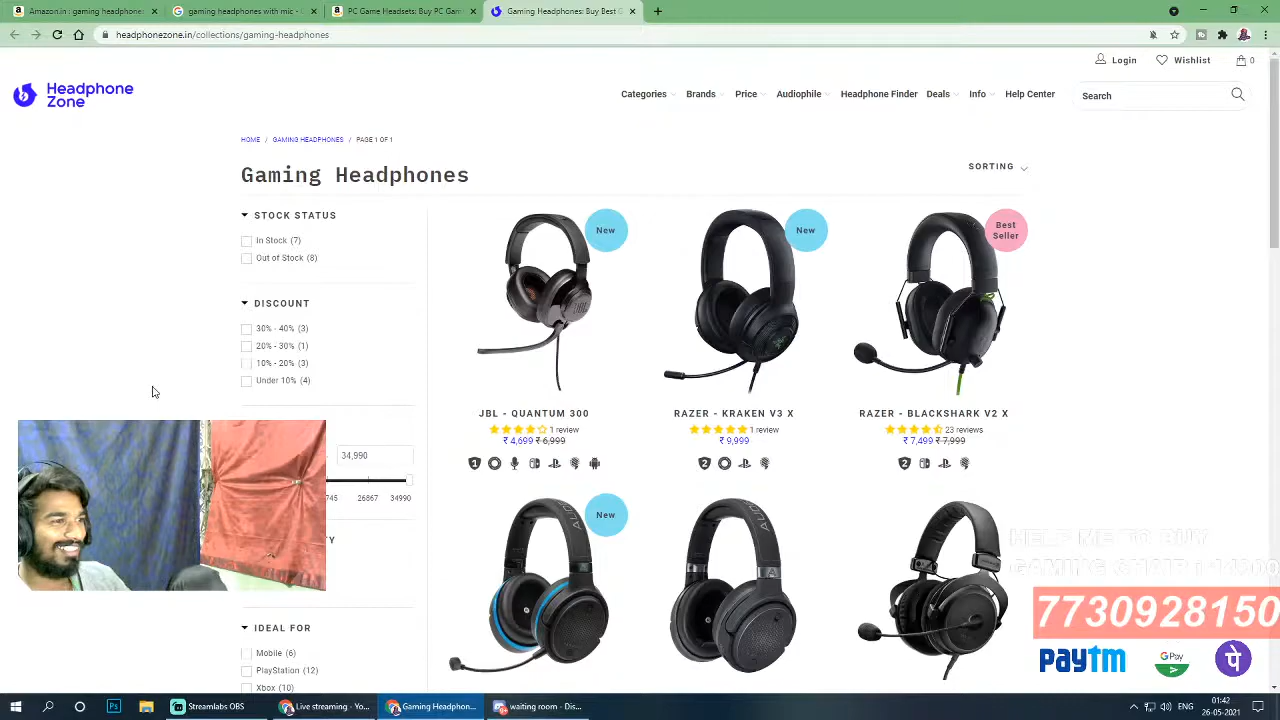 Amazon.in: gaming headphones
gaming headphones with mic -
PC Game Headsets: Buy PC Gam
Gaming Headphones: Buy Best G
headphonezone.in/collections/gaming-headphones
Login
Wishlist
0
Headphone
Zone
Categories
Brands
Price
Audiophile
Headphone Finder
Deals
Info
Help Center
Search
HOME / GAMING HEADPHONES / PAGE 1 OF 1
Gaming Headphones
SORTING
STOCK STATUS
In Stock (7)
Out of Stock (8)
DISCOUNT
30% - 40% (3)
20% - 30% (1)
10% - 20% (3)
Under 10% (4)
34,990
745
26867
34990
TY
IDEAL FOR
Mobile (6)
PlayStation (12)
Xbox (10)
New
JBL - QUANTUM 300
1 review
₹ 4,699 ₹ 6,999
New
RAZER - KRAKEN V3 X
1 review
₹ 9,999
Best
Seller
RAZER - BLACKSHARK V2 X
23 reviews
₹ 7,499 ₹ 7,999
New
HELP ME TO BUY
7730928150
paytm
G Pay
पे
Streamlabs OBS
Live streaming - Yo...
Gaming Headphon...
waiting room - Dis...
ENG
01:42
26-05-2021